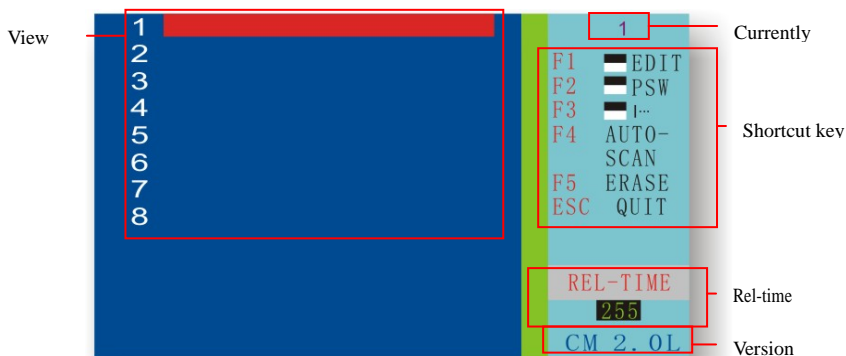 View
1
2
3
4
5
6
7
8
1
Currently
F1 EDIT
F2 PSW
F3 I…
F4 AUTO-
SCAN
F5 ERASE
ESC QUIT
Shortcut key
REL-TIME
255
Rel-time
CM 2.0L
Version